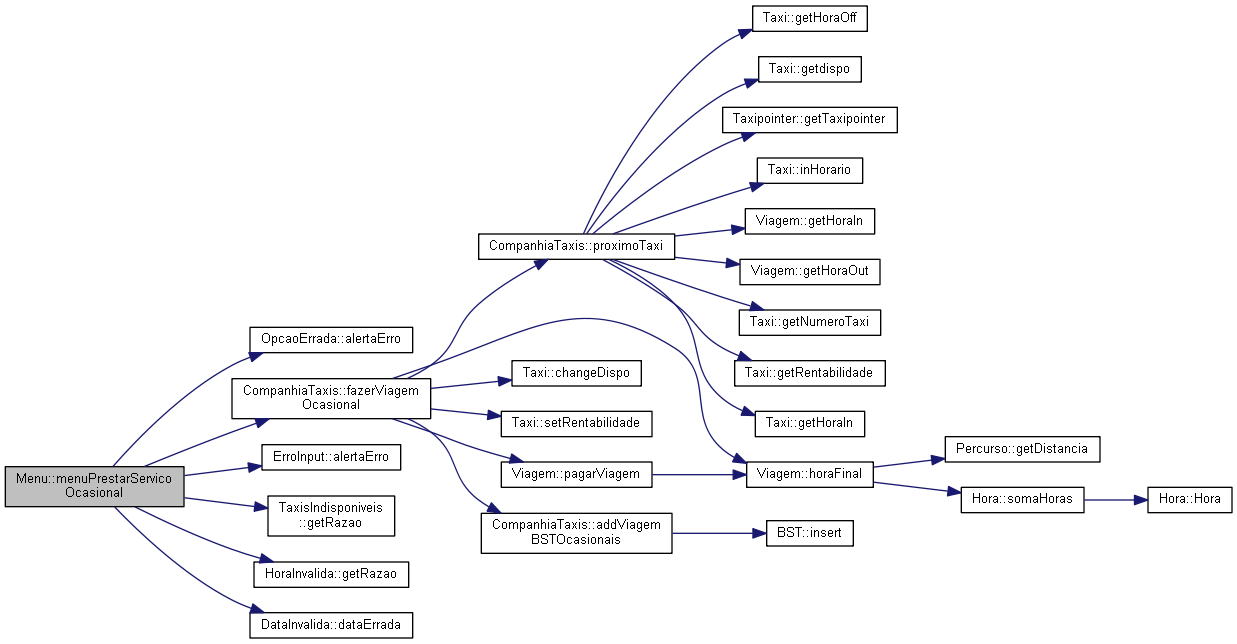 Menu::menuPrestarServico
Ocasional
OpcaoErrada::alertaErro
CompanhiaTaxis::fazerViagem
Ocasional
ErroInput::alertaErro
TaxisIndisponiveis
::getRazao
HoraInvalida::getRazao
DataInvalida::dataErrada
CompanhiaTaxis::proximoTaxi
Taxi::changeDispo
Taxi::setRentabilidade
Viagem::pagarViagem
CompanhiaTaxis::addViagem
BSTOcasionais
Taxi::getHoraOff
Taxi::getdispo
Taxipointer::getTaxipointer
Taxi::inHorario
Viagem::getHoraIn
Viagem::getHoraOut
Taxi::getNumeroTaxi
Taxi::getRentabilidade
Taxi::getHoraIn
Viagem::horaFinal
BST::insert
Percurso::getDistancia
Hora::somaHoras
Hora::Hora